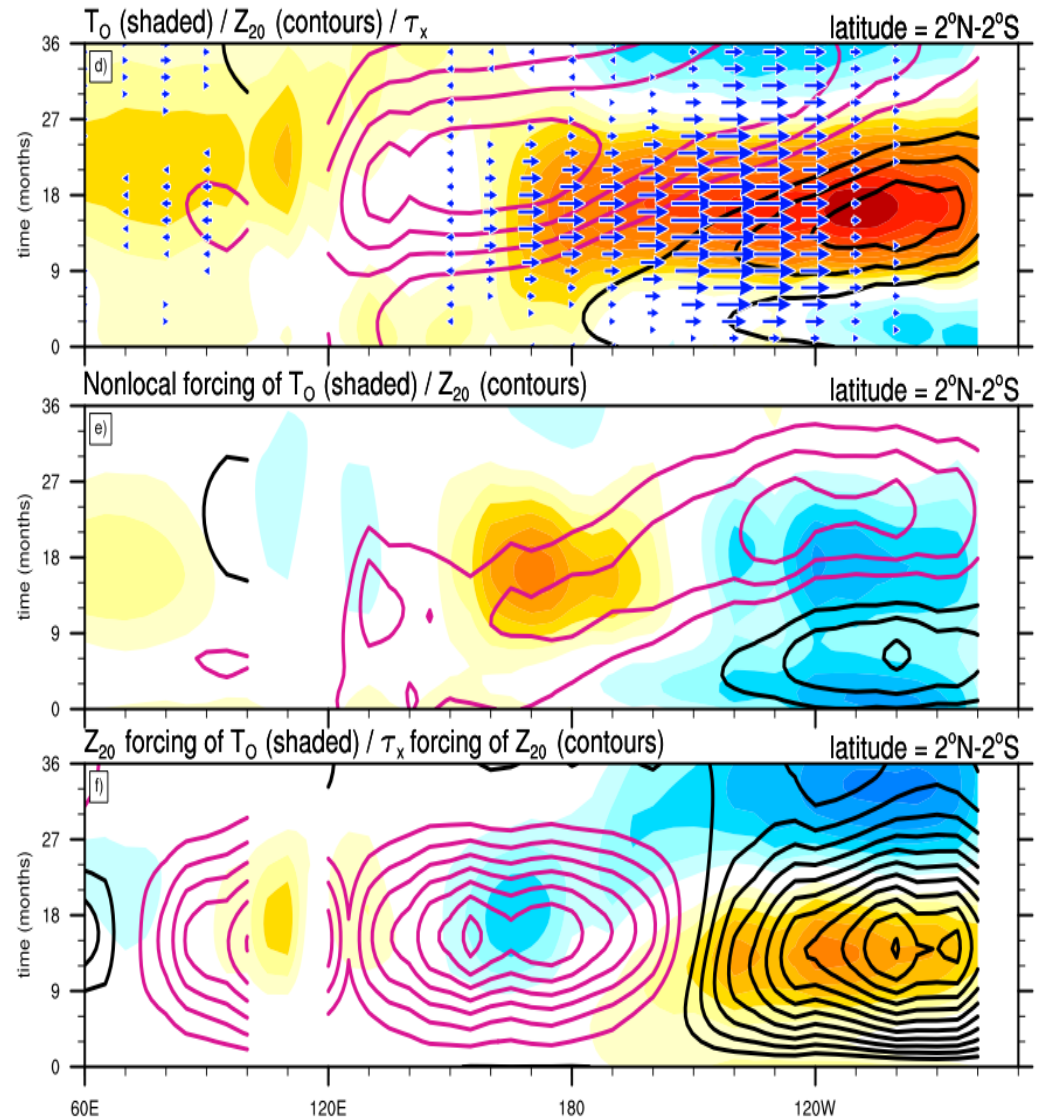 T_O (shaded) / Z_20 (contours) / τ_x latitude = 2°N-2°S
d)
36
27
18
9
0
time (months)
Nonlocal forcing of T_O (shaded) / Z_20 (contours) latitude = 2°N-2°S
e)
36
27
18
9
0
time (months)
Z_20 forcing of T_O (shaded) / τ_x forcing of Z_20 (contours) latitude = 2°N-2°S
f)
36
27
18
9
0
time (months)
60E 120E 180 120W